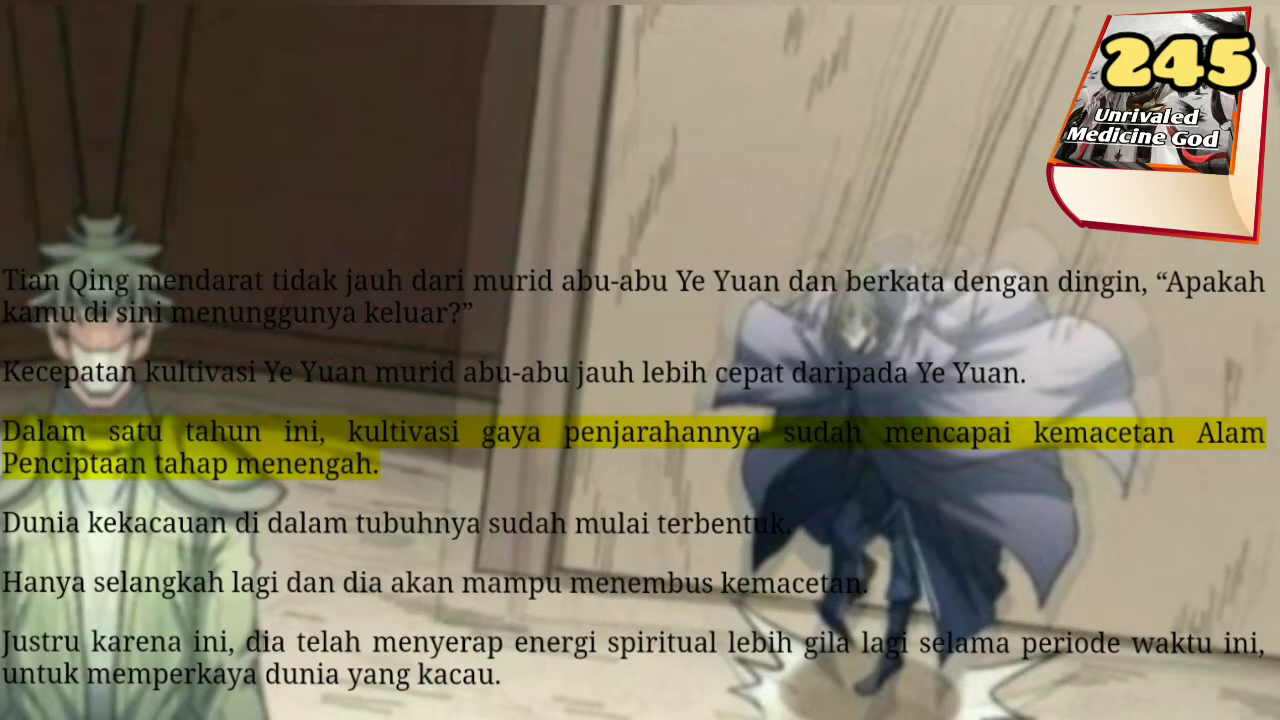 245
Unrivaled
Medicine God
Tian Qing mendarat tidak jauh dari murid abu-abu Ye Yuan dan berkata dengan dingin, “Apakah
kamu di sini menunggunya keluar?”
Kecepatan kultivasi Ye Yuan murid abu-abu jauh lebih cepat daripada Ye Yuan.
Dalam satu tahun ini, kultivasi gaya penjarahannya sudah mencapai kemacetan Alam
Penciptaan tahap menengah.
Dunia kekacauan di dalam tubuhnya sudah mulai terbentuk.
Hanya selangkah lagi dan dia akan mampu menembus kemacetan.
Justru karena ini, dia telah menyerap energi spiritual lebih gila lagi selama periode waktu ini,
untuk memperkaya dunia yang kacau.